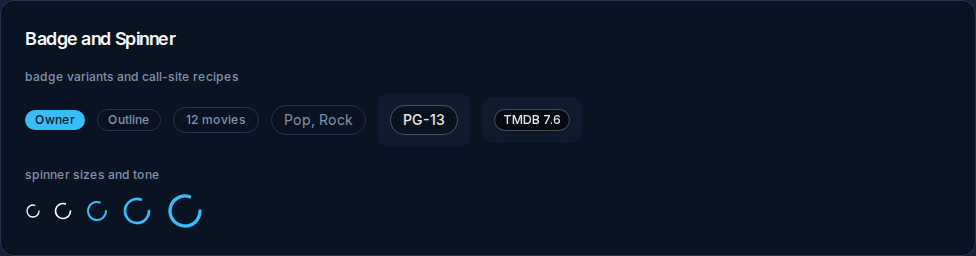 Badge and Spinner
badge variants and call-site recipes
Owner Outline 12 movies Pop, Rock PG-13 TMDB 7.6
spinner sizes and tone